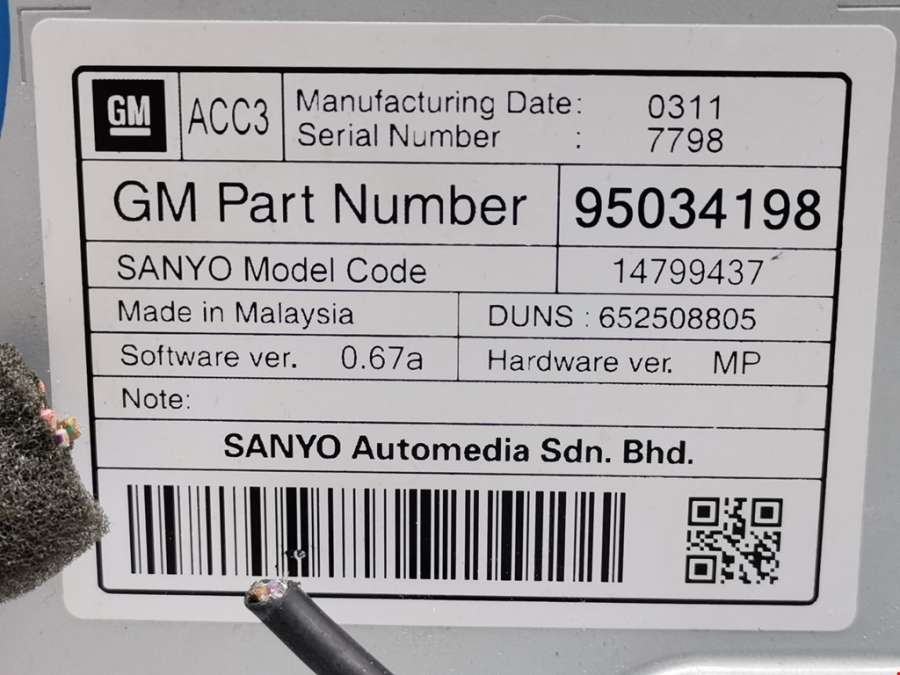 GM
ACC3
Manufacturing Date: 0311
Serial Number : 7798
GM Part Number 95034198
SANYO Model Code 14799437
Made in Malaysia DUNS : 652508805
Software ver. 0.67a Hardware ver. MP
Note:
SANYO Automedia Sdn. Bhd.